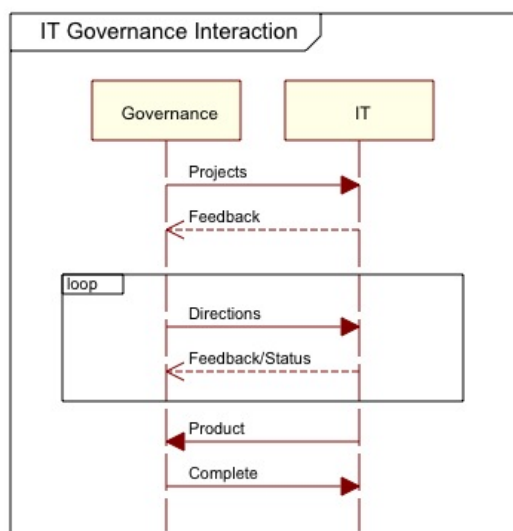 IT Governance Interaction
Governance
IT
Projects
Feedback
loop
Directions
Feedback/Status
Product
Complete